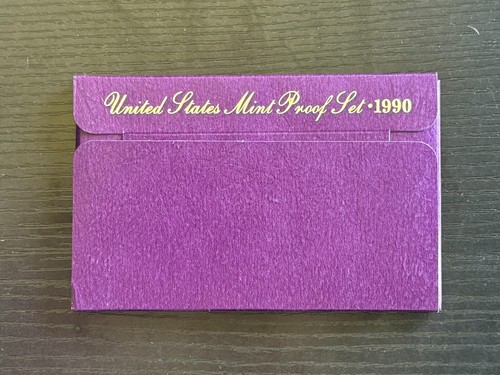 United States Mint Proof Set • 1990